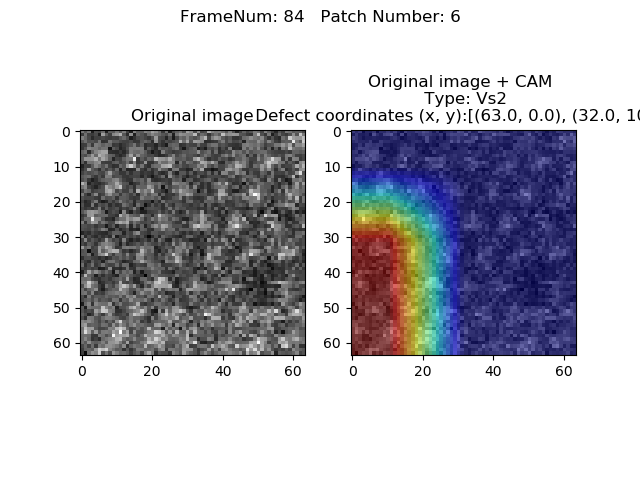 FrameNum: 84   Patch Number: 6
Original image + CAM
Type: Vs2
Original image
Defect coordinates (x, y):[(63.0, 0.0), (32.0, 10
0
10
20
30
40
50
60
0 20 40 60
0
10
20
30
40
50
60
0 20 40 60